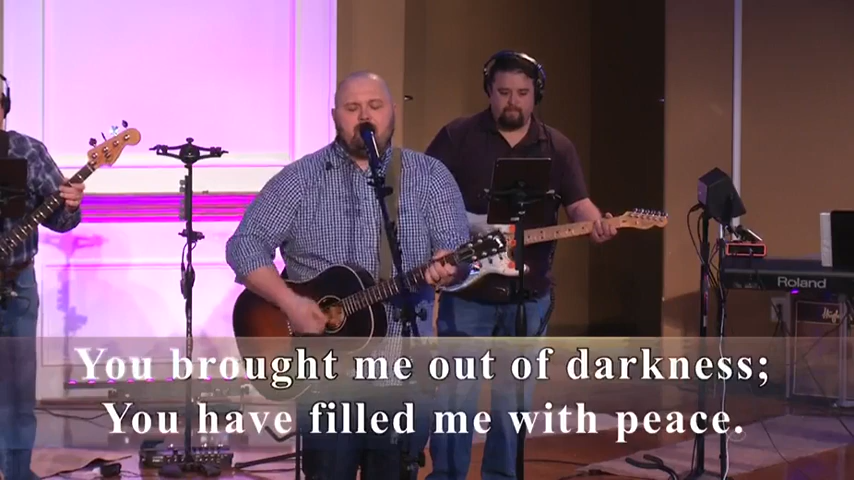 Roland
You brought me out of darkness;
You have filled me with peace.